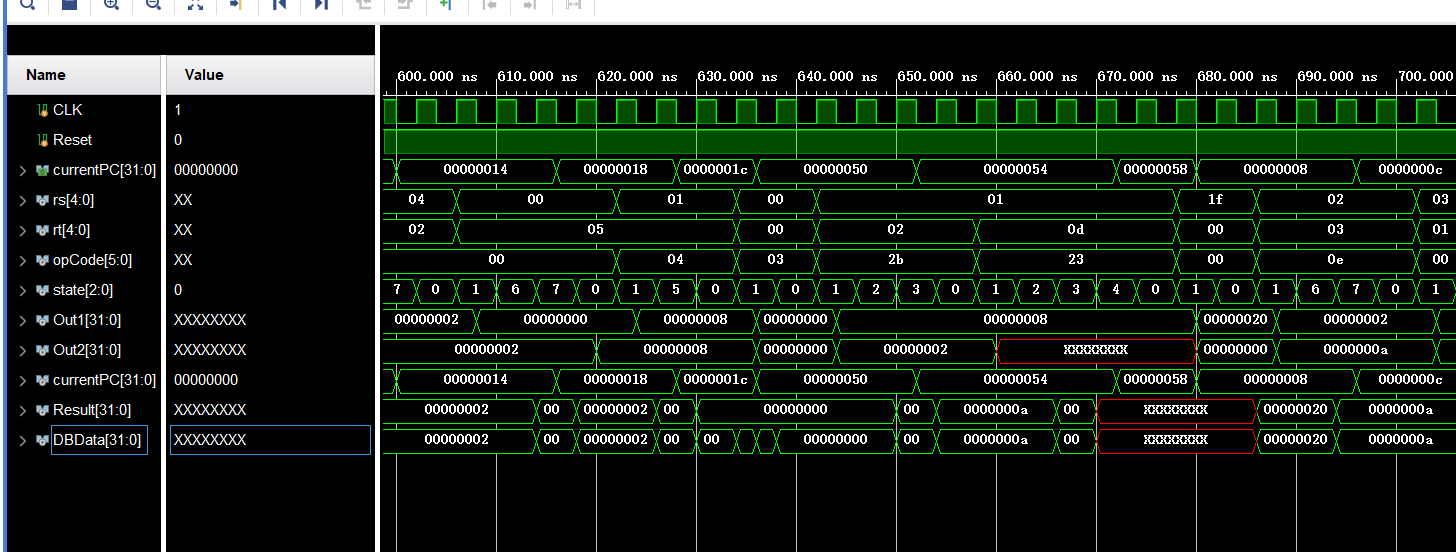 600.000 ns 610.000 ns 620.000 ns 630.000 ns 640.000 ns 650.000 ns 660.000 ns 670.000 ns 680.000 ns 690.000 ns 700.000
Name Value
CLK 1
Reset 0
currentPC[31:0] 00000000 00000014 00000018 0000001c 00000050 00000054 00000058 00000008 0000000c
rs[4:0] XX 04 00 01 00 01 1f 02 03
rt[4:0] XX 02 05 00 02 0d 00 03 01
opCode[5:0] XX 00 04 03 2b 23 00 0e 00
state[2:0] 0 7 0 1 6 7 0 1 5 0 1 0 1 2 3 0 1 2 3 4 0 1 0 1 6 7 0 1
Out1[31:0] XXXXXXXX 00000002 00000000 00000008 00000000 00000008 00000020 00000002
Out2[31:0] XXXXXXXX 00000002 00000008 00000000 00000002 XXXXXXXX 00000000 0000000a
currentPC[31:0] 00000000 00000014 00000018 0000001c 00000050 00000054 00000058 00000008 0000000c
Result[31:0] XXXXXXXX 00000002 00 00000002 00 00000000 00 0000000a 00 XXXXXXXX 00000020 0000000a
DBData[31:0] XXXXXXXX 00000002 00 00000002 00 00 00000000 00 0000000a 00 XXXXXXXX 00000020 0000000a